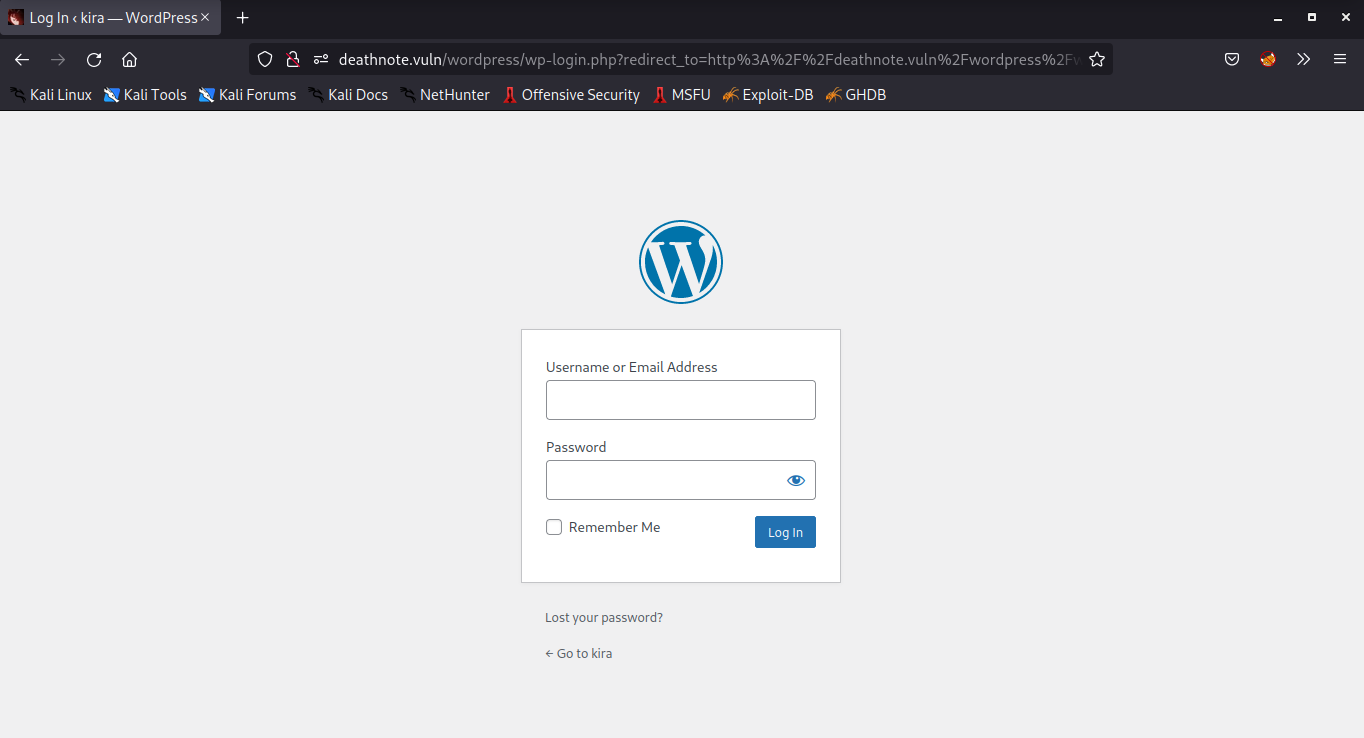 Log In ‹ kira — WordPress
deathnote.vuln/wordpress/wp-login.php?redirect_to=http%3A%2F%2Fdeathnote.vuln%2Fwordpress%2Fw
Kali Linux Kali Tools Kali Forums Kali Docs NetHunter Offensive Security MSFU Exploit-DB GHDB
Username or Email Address
Password
Remember Me Log In
Lost your password?
← Go to kira